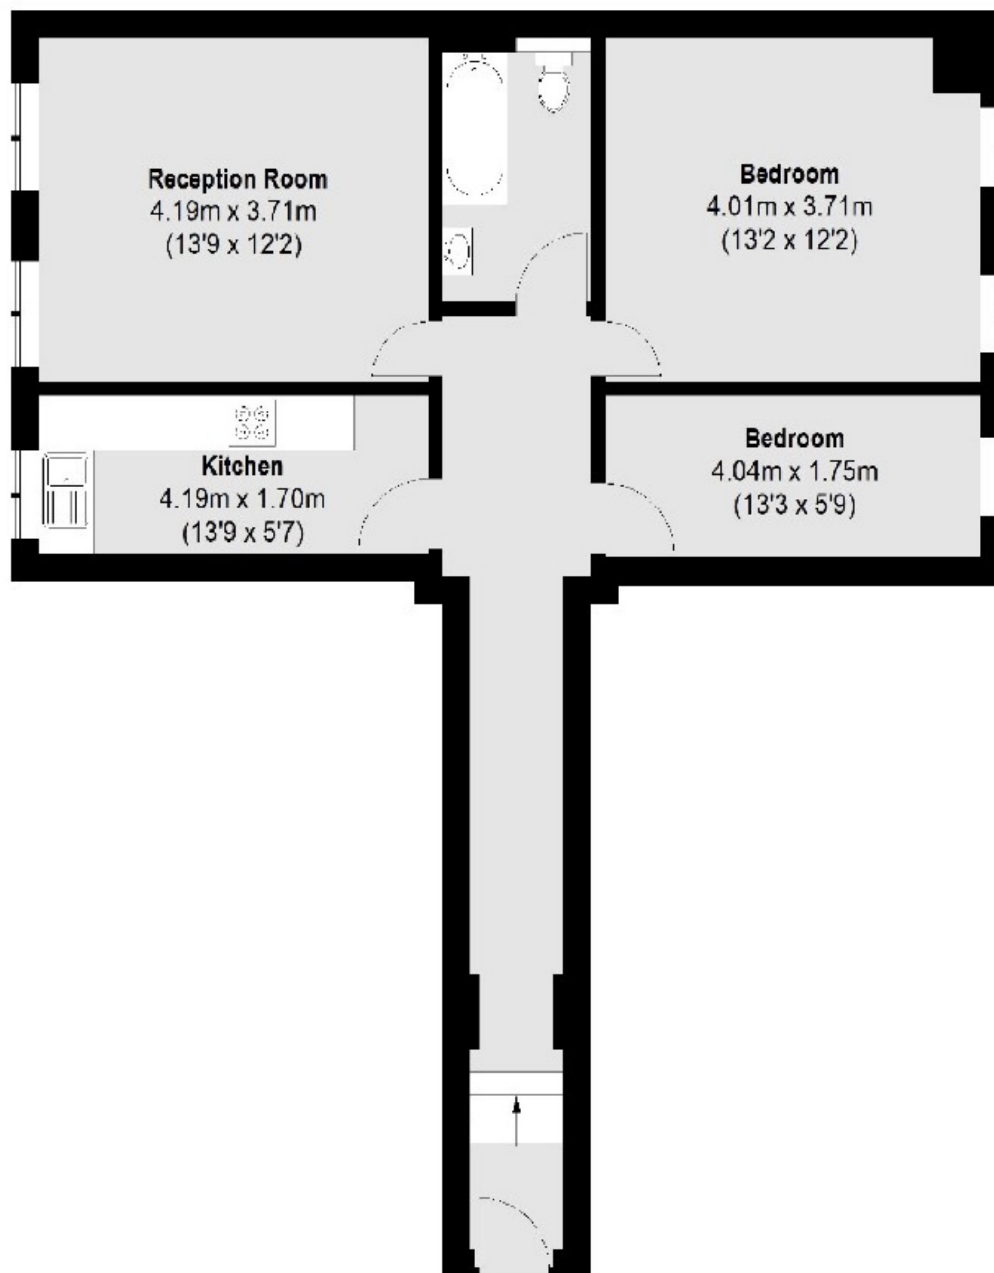 Reception Room
4.19m x 3.71m
(13'9 x 12'2)
Bedroom
4.01m x 3.71m
(13'2 x 12'2)
Kitchen
4.19m x 1.70m
(13'9 x 5'7)
Bedroom
4.04m x 1.75m
(13'3 x 5'9)